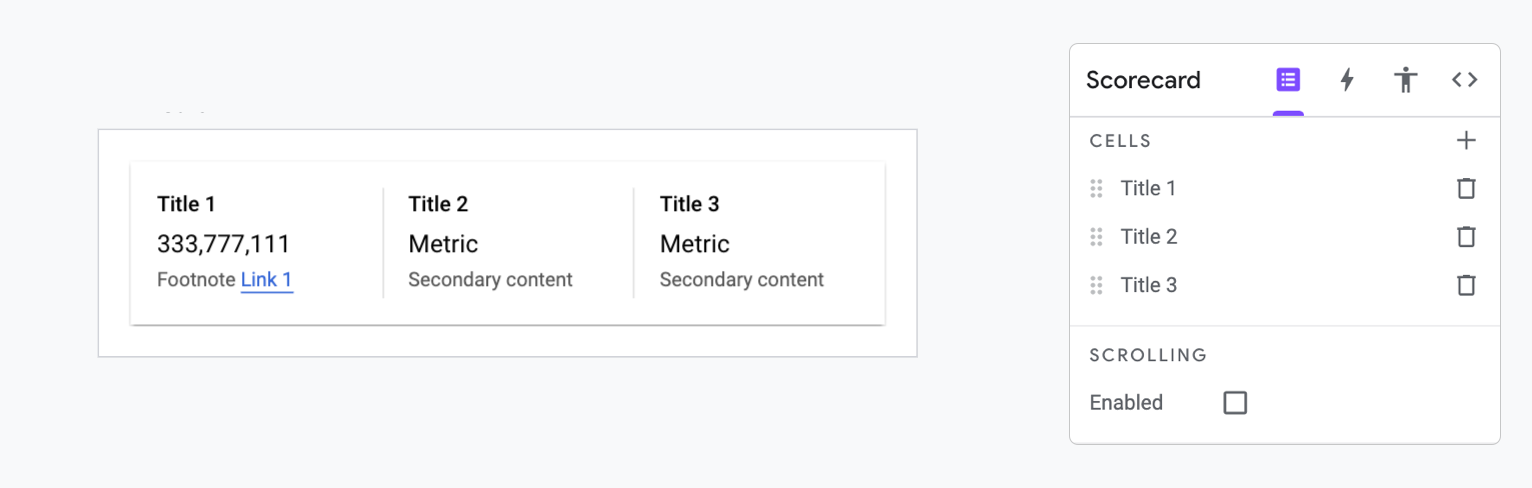 Title 1
333,777,111
Footnote Link 1
Title 2
Metric
Secondary content
Title 3
Metric
Secondary content
Scorecard
CELLS
Title 1
Title 2
Title 3
SCROLLING
Enabled